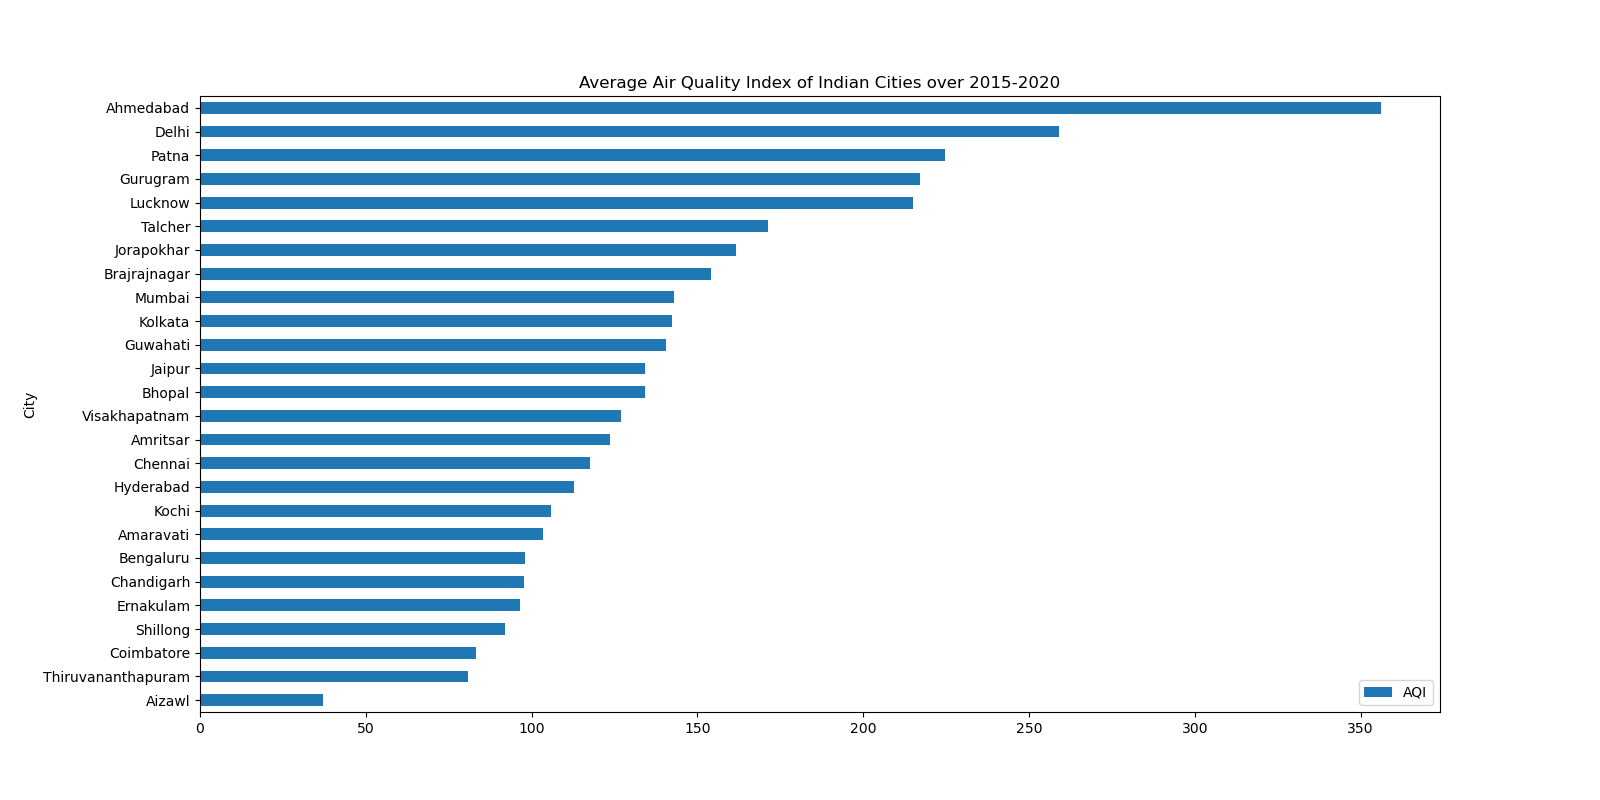 Average Air Quality Index of Indian Cities over 2015-2020
City
Ahmedabad
Delhi
Patna
Gurugram
Lucknow
Talcher
Jorapokhar
Brajrajnagar
Mumbai
Kolkata
Guwahati
Jaipur
Bhopal
Visakhapatnam
Amritsar
Chennai
Hyderabad
Kochi
Amaravati
Bengaluru
Chandigarh
Ernakulam
Shillong
Coimbatore
Thiruvananthapuram
Aizawl
AQI
0 50 100 150 200 250 300 350